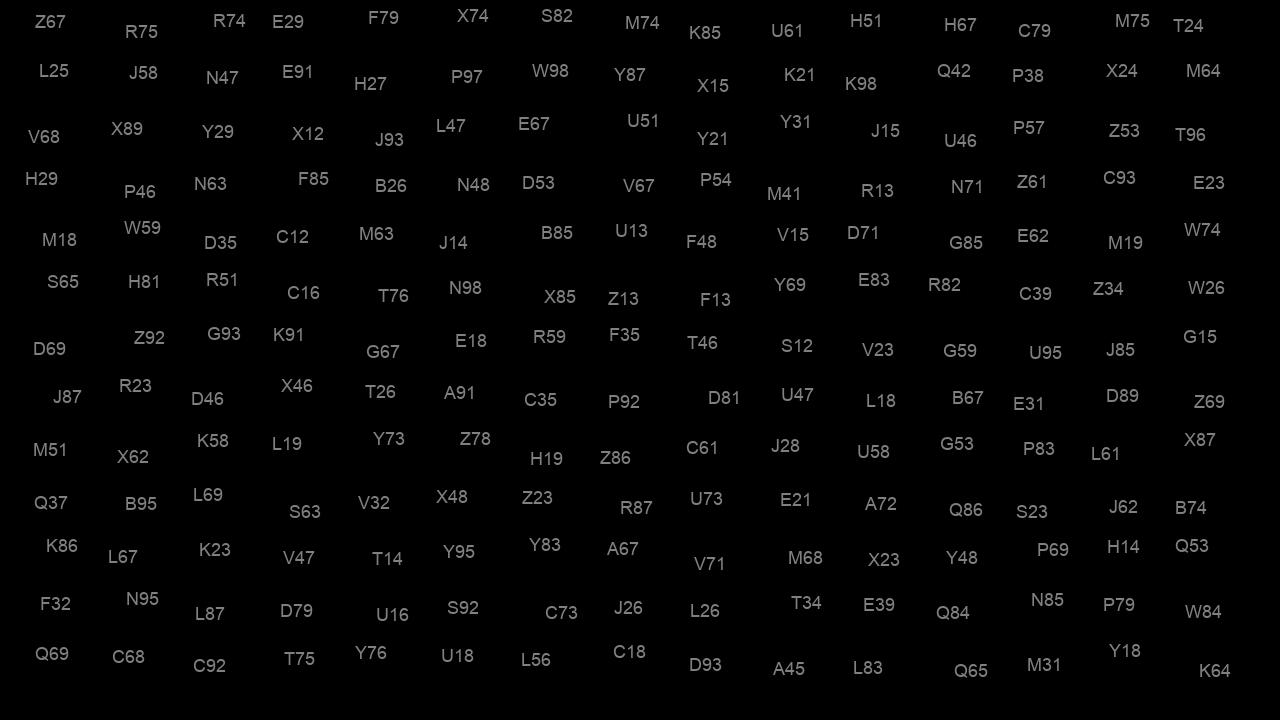 Z67 R75 R74 E29 F79 X74 S82 M74 K85 U61 H51 H67 C79 M75 T24
L25 J58 N47 E91 H27 P97 W98 Y87 X15 K21 K98 Q42 P38 X24 M64
V68 X89 Y29 X12 J93 L47 E67 U51 Y21 Y31 J15 U46 P57 Z53 T96
H29 P46 N63 F85 B26 N48 D53 V67 P54 M41 R13 N71 Z61 C93 E23
M18 W59 D35 C12 M63 J14 B85 U13 F48 V15 D71 G85 E62 M19 W74
S65 H81 R51 C16 T76 N98 X85 Z13 F13 Y69 E83 R82 C39 Z34 W26
D69 Z92 G93 K91 G67 E18 R59 F35 T46 S12 V23 G59 U95 J85 G15
J87 R23 D46 X46 T26 A91 C35 P92 D81 U47 L18 B67 E31 D89 Z69
M51 X62 K58 L19 Y73 Z78 H19 Z86 C61 J28 U58 G53 P83 L61 X87
Q37 B95 L69 S63 V32 X48 Z23 R87 U73 E21 A72 Q86 S23 J62 B74
K86 L67 K23 V47 T14 Y95 Y83 A67 V71 M68 X23 Y48 P69 H14 Q53
F32 N95 L87 D79 U16 S92 C73 J26 L26 T34 E39 Q84 N85 P79 W84
Q69 C68 C92 T75 Y76 U18 L56 C18 D93 A45 L83 Q65 M31 Y18 K64